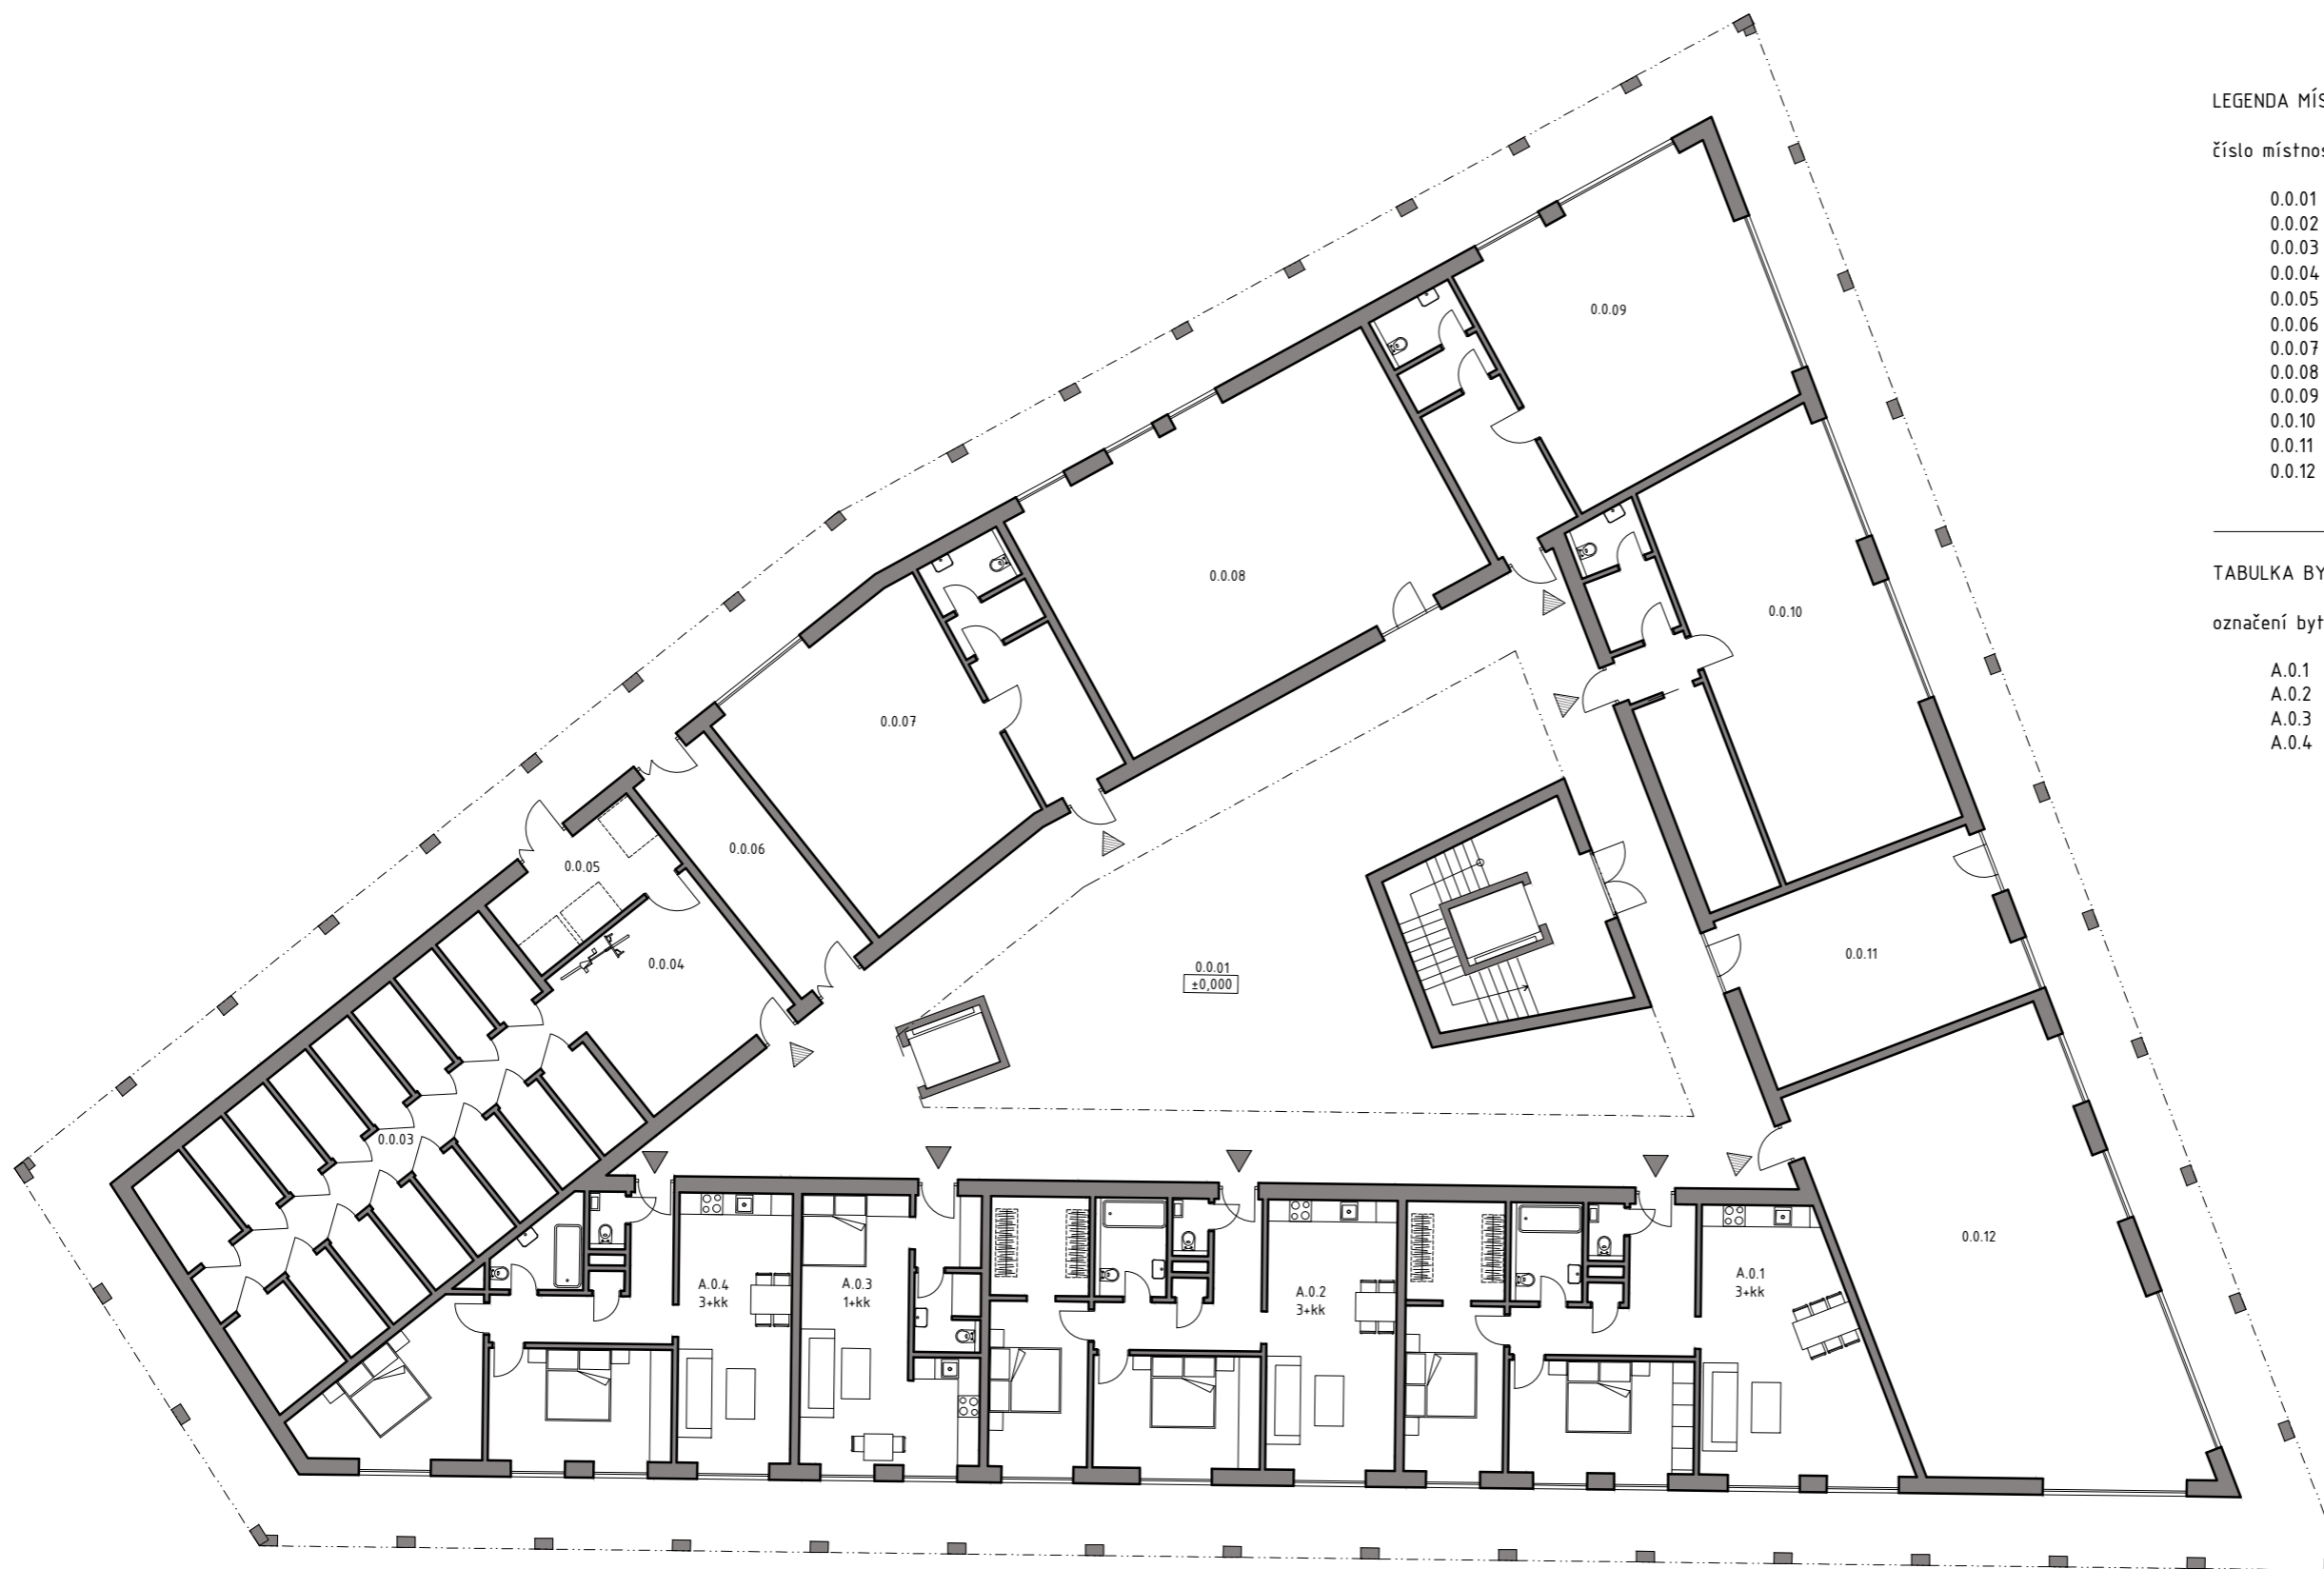 LEGENDA MÍS
číslo místnos
0.0.01
0.0.02
0.0.03
0.0.04
0.0.05
0.0.06
0.0.07
0.0.08
0.0.09
0.0.10
0.0.11
0.0.12
TABULKA BY
označení byt
A.0.1
A.0.2
A.0.3
A.0.4
0.0.09
0.0.08
0.0.10
0.0.07
0.0.06
0.0.05
0.0.04
0.0.11
0.0.01
±0,000
0.0.03
0.0.12
A.0.4
3+kk
A.0.3
1+kk
A.0.2
3+kk
A.0.1
3+kk